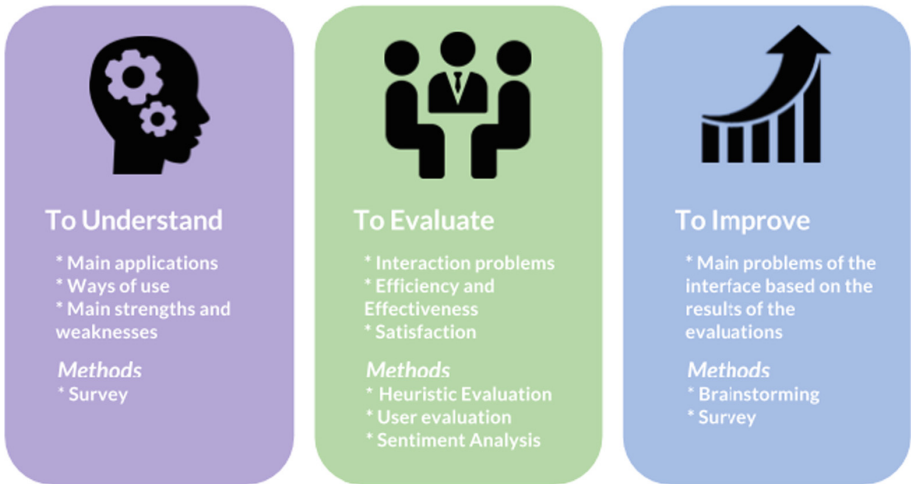 To Understand
* Main applications
* Ways of use
* Main strengths and
weaknesses
Methods
* Survey
To Evaluate
* Interaction problems
* Efficiency and
Effectiveness
* Satisfaction
Methods
* Heuristic Evaluation
* User evaluation
* Sentiment Analysis
To Improve
* Main problems of the
interface based on the
results of the
evaluations
Methods
* Brainstorming
* Survey